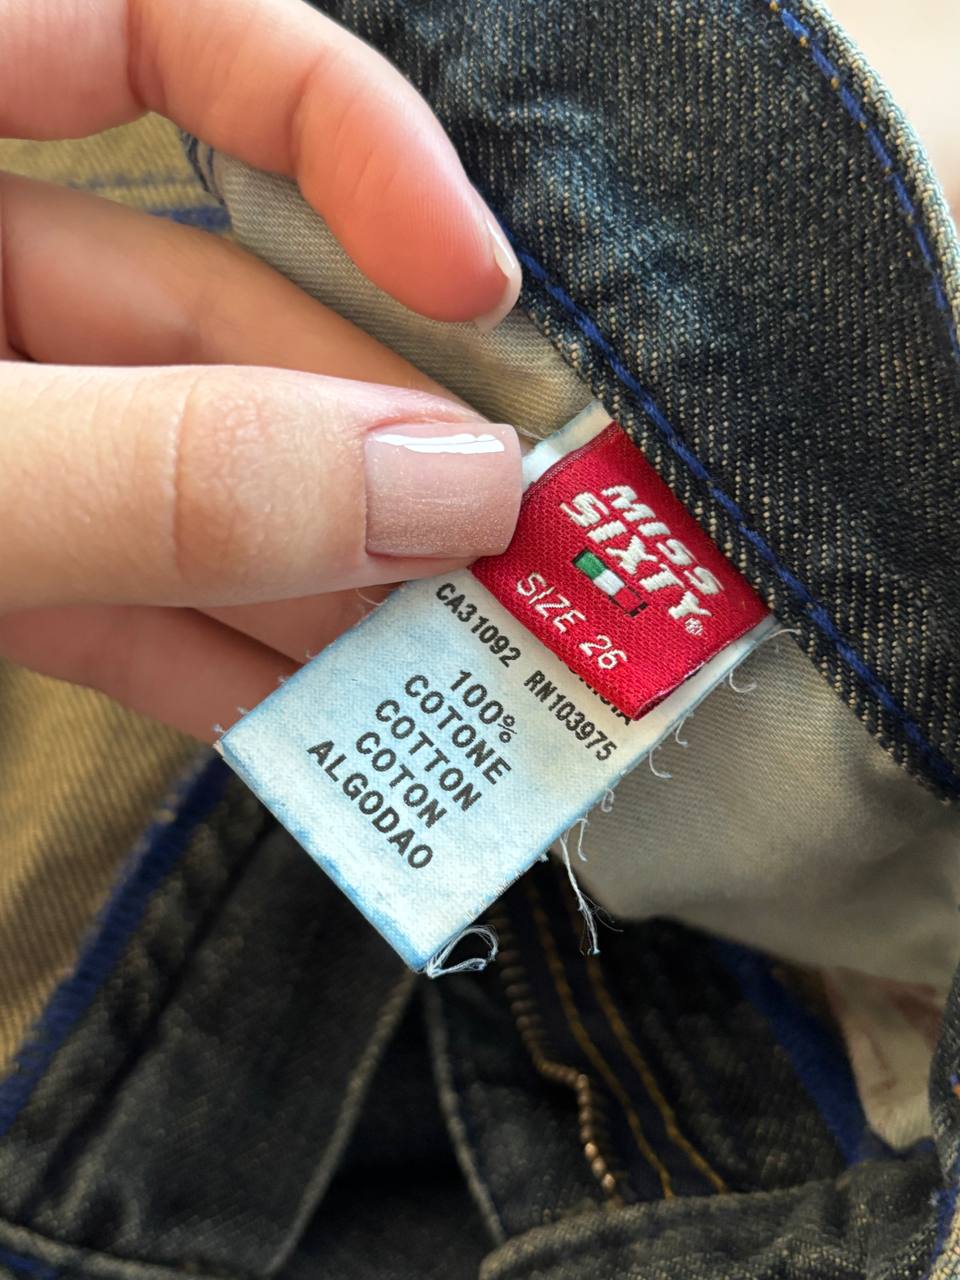 MISS
SIXTY®
SIZE 26
CA31092 RN103975
100%
COTONE
COTTON
COTON
ALGODAO